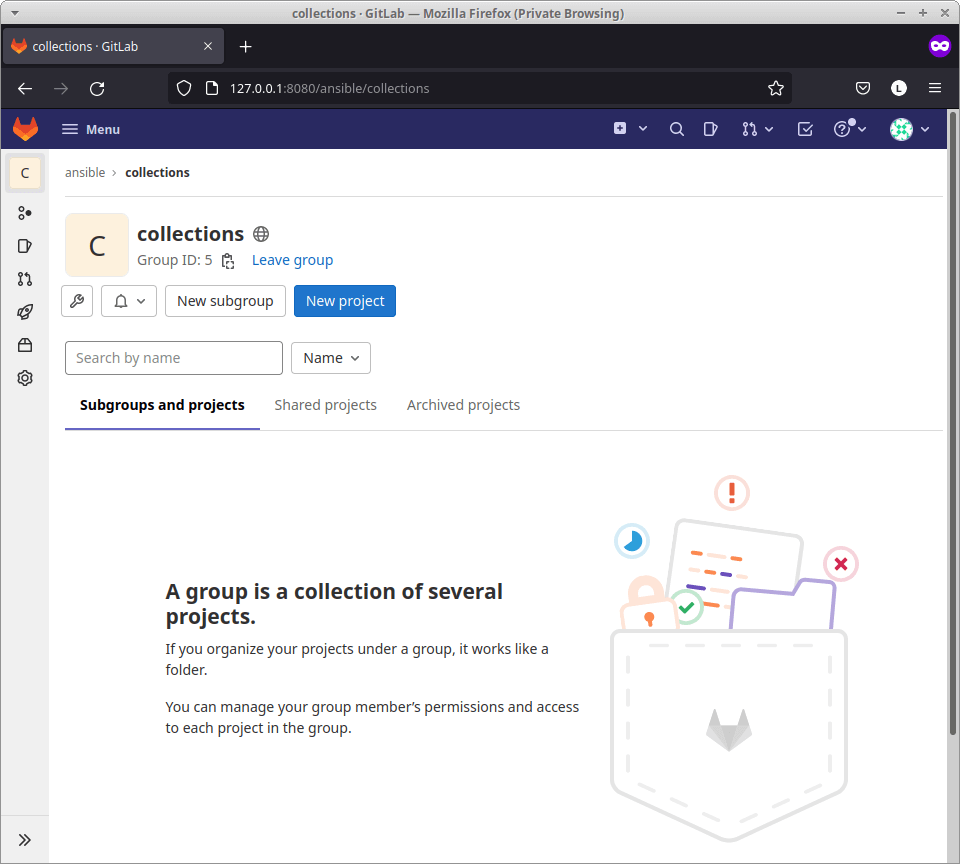 collections · GitLab — Mozilla Firefox (Private Browsing)
collections · GitLab
127.0.0.1:8080/ansible/collections
L
Menu
C
ansible › collections
C
collections
Group ID: 5
Leave group
New subgroup
New project
Search by name
Name
Subgroups and projects
Shared projects
Archived projects
A group is a collection of several
projects.
If you organize your projects under a group, it works like a
folder.
You can manage your group member’s permissions and access
to each project in the group.